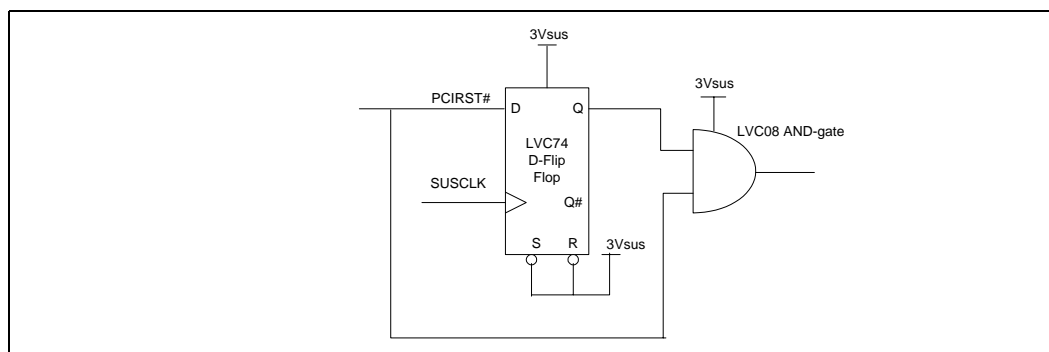 3Vsus
3Vsus
PCIRST#
D
Q
LVC08 AND-gate
LVC74
D-Flip
Flop
SUSCLK
Q#
S
R
3Vsus